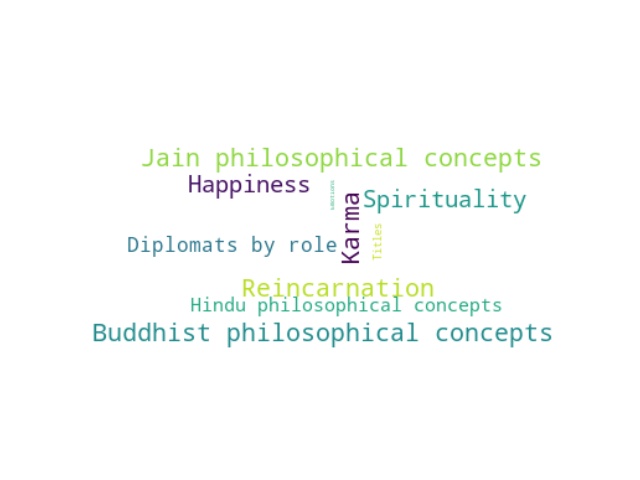 Jain philosophical concepts
Happiness
emotions
Karma
Spirituality
Diplomats by role
Titles
Reincarnation
Hindu philosophical concepts
Buddhist philosophical concepts